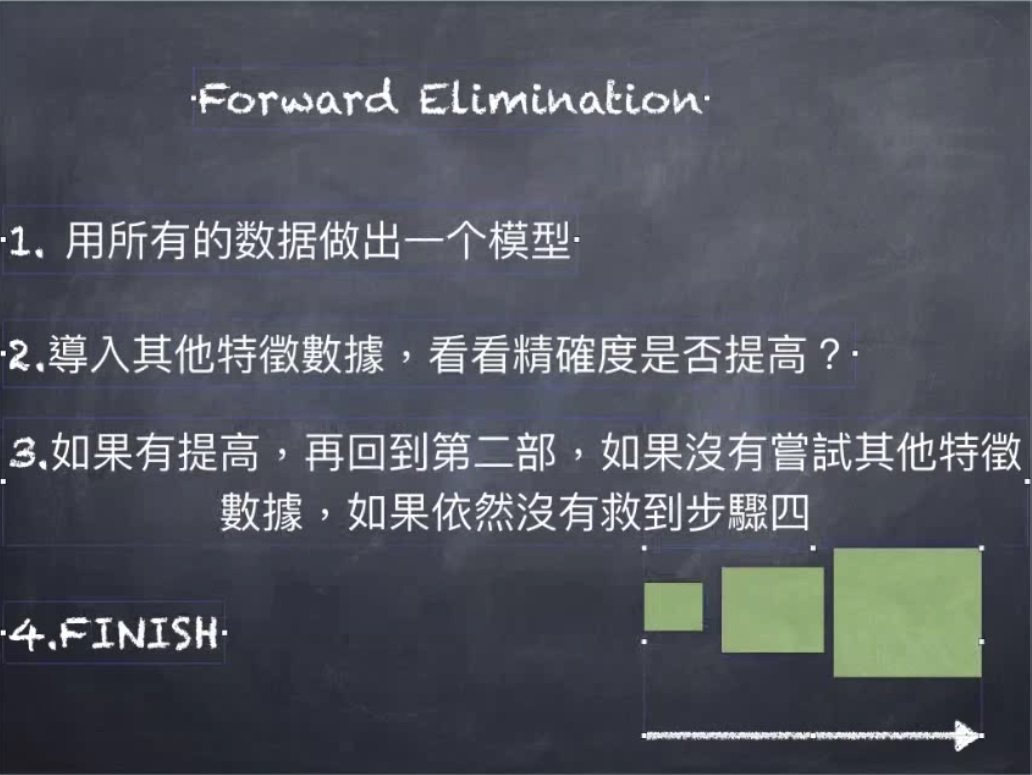 Forward Elimination
1. 用所有的数据做出一个模型
2.導入其他特徵數據，看看精確度是否提高？
3.如果有提高，再回到第二部，如果沒有嘗試其他特徵
數據，如果依然沒有救到步驟四
4.FINISH